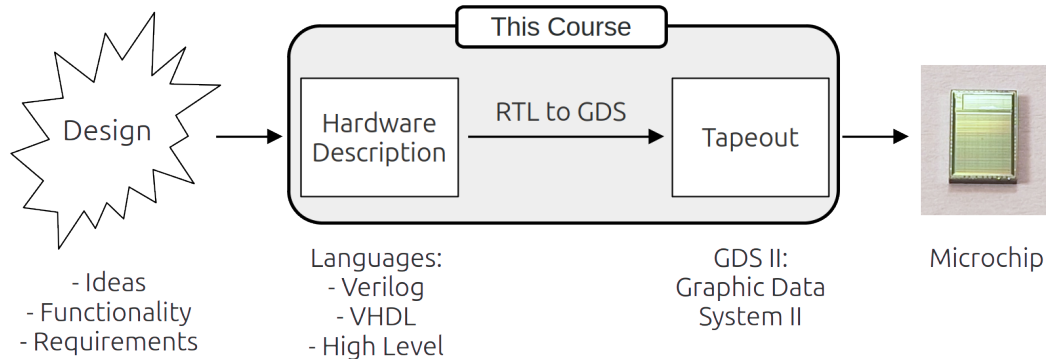 This Course
Design
Hardware
Description
RTL to GDS
Tapeout
- Ideas
- Functionality
- Requirements
Languages:
- Verilog
- VHDL
- High Level
GDS II:
Graphic Data
System II
Microchip